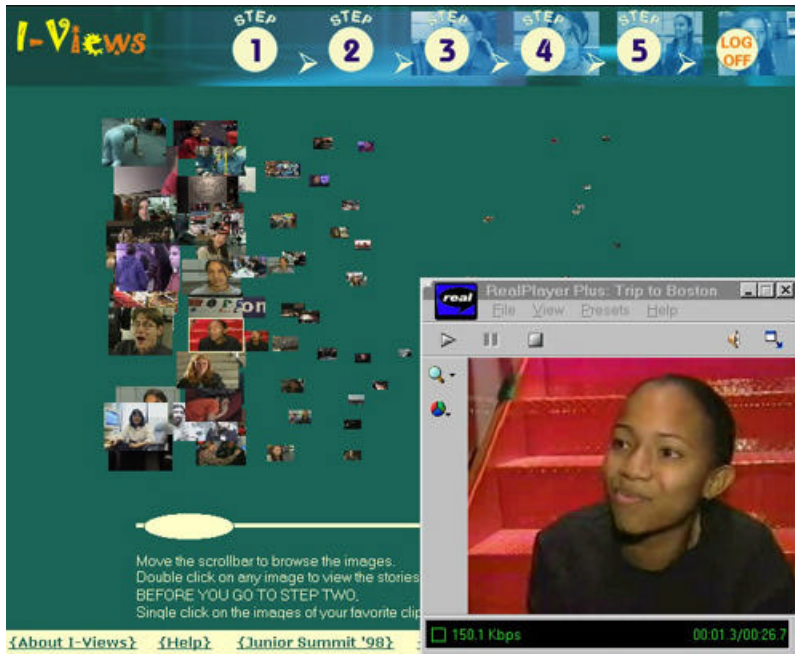 I-Views
STEP 1
STEP 2
STEP 3
STEP 4
STEP 5
LOG OFF
real
RealPlayer Plus: Trip to Boston
File View Presets Help
Move the scrollbar to browse the images.
Double click on any image to view the stories
BEFORE YOU GO TO STEP TWO,
Single click on the images of your favorite clip
150.1 Kbps 00:01.3/00:26.7
{About I-Views} {Help} {Junior Summit '98}